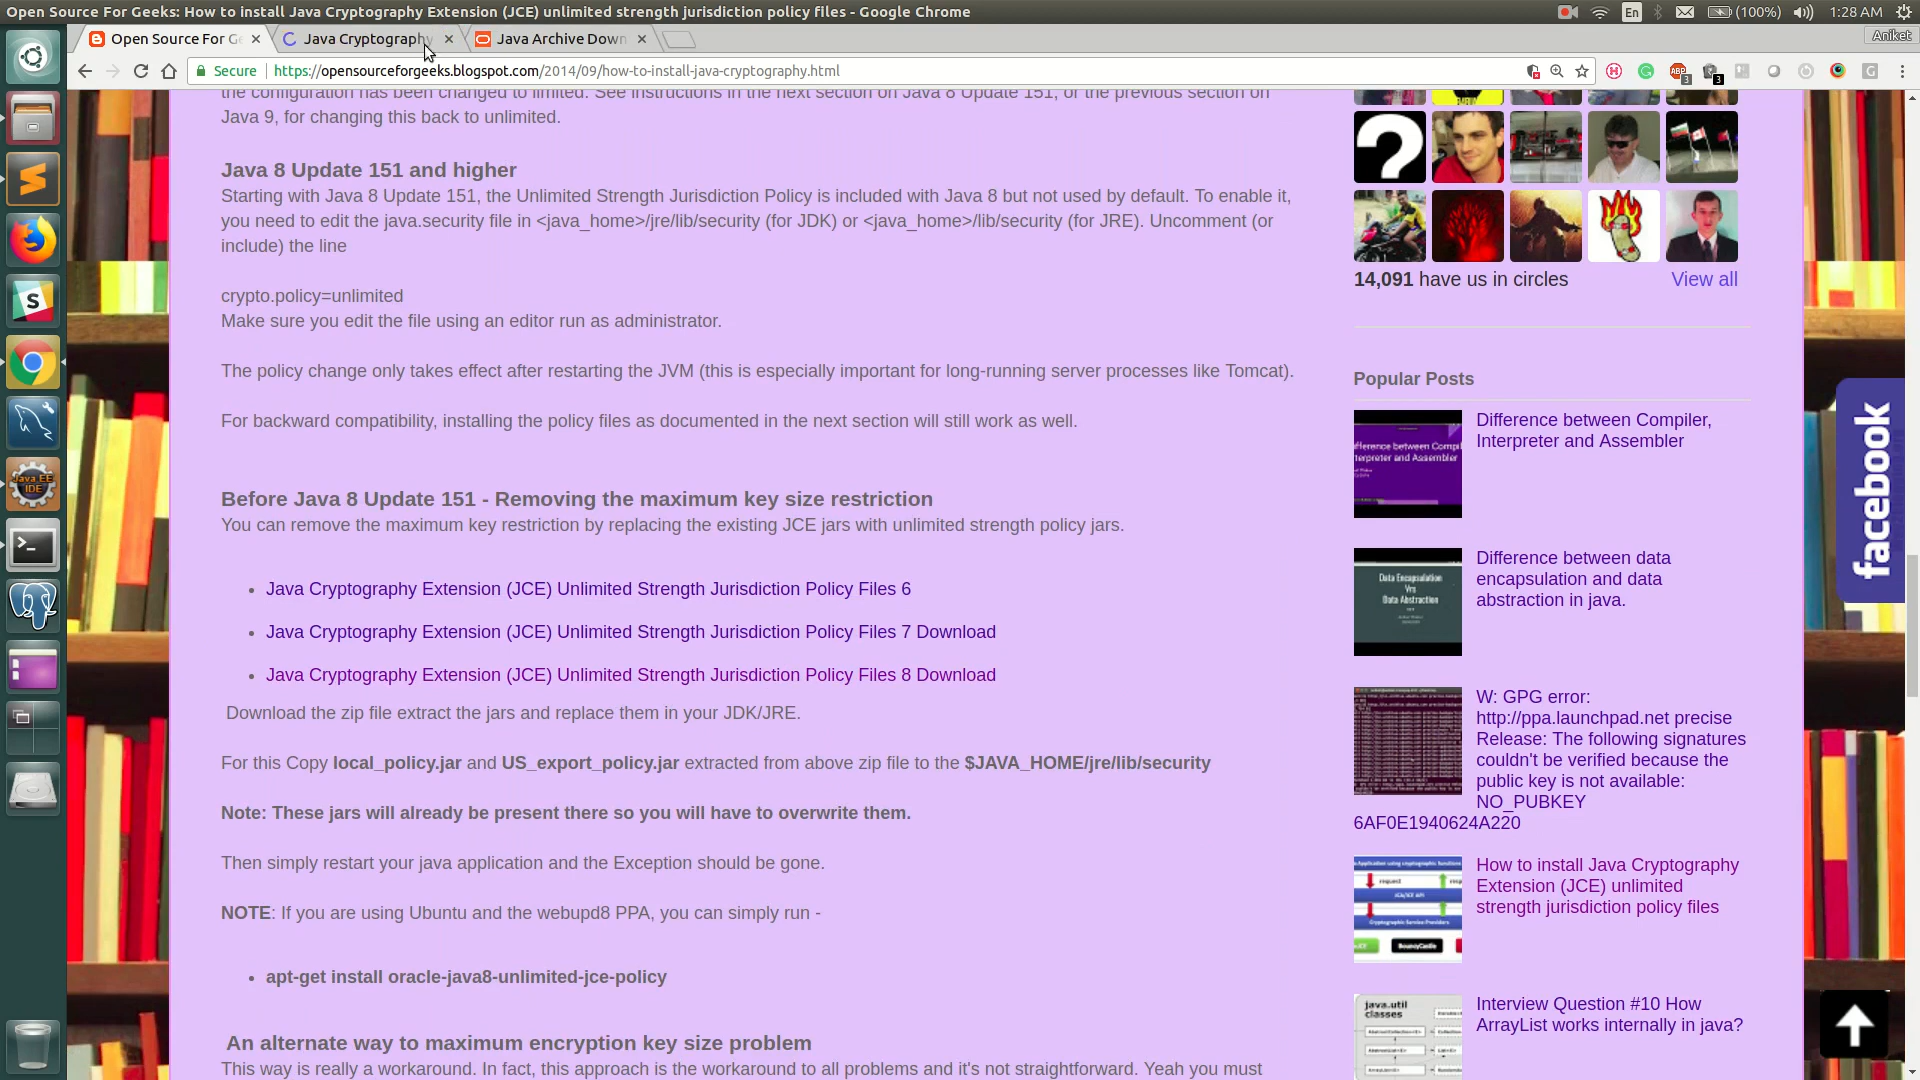 Open Source For Geeks: How to install Java Cryptography Extension (JCE) unlimited strength jurisdiction policy files - Google Chrome
En (100%) 1:28 AM
Open Source For Ge Java Cryptography Java Archive Down Aniket
Secure https://opensourceforgeeks.blogspot.com/2014/09/how-to-install-java-cryptography.html
the configuration has been changed to limited. See instructions in the next section on Java 8 Update 151, or the previous section on
Java 9, for changing this back to unlimited.
Java 8 Update 151 and higher
Starting with Java 8 Update 151, the Unlimited Strength Jurisdiction Policy is included with Java 8 but not used by default. To enable it,
you need to edit the java.security file in <java_home>/jre/lib/security (for JDK) or <java_home>/lib/security (for JRE). Uncomment (or
include) the line
crypto.policy=unlimited
Make sure you edit the file using an editor run as administrator.
The policy change only takes effect after restarting the JVM (this is especially important for long-running server processes like Tomcat).
For backward compatibility, installing the policy files as documented in the next section will still work as well.
Before Java 8 Update 151 - Removing the maximum key size restriction
You can remove the maximum key restriction by replacing the existing JCE jars with unlimited strength policy jars.
• Java Cryptography Extension (JCE) Unlimited Strength Jurisdiction Policy Files 6
• Java Cryptography Extension (JCE) Unlimited Strength Jurisdiction Policy Files 7 Download
• Java Cryptography Extension (JCE) Unlimited Strength Jurisdiction Policy Files 8 Download
Download the zip file extract the jars and replace them in your JDK/JRE.
For this Copy local_policy.jar and US_export_policy.jar extracted from above zip file to the $JAVA_HOME/jre/lib/security
Note: These jars will already be present there so you will have to overwrite them.
Then simply restart your java application and the Exception should be gone.
NOTE: If you are using Ubuntu and the webupd8 PPA, you can simply run -
• apt-get install oracle-java8-unlimited-jce-policy
An alternate way to maximum encryption key size problem
This way is really a workaround. In fact, this approach is the workaround to all problems and it's not straightforward. Yeah you must
14,091 have us in circles View all
Popular Posts
Difference between Compiler,
Interpreter and Assembler
Difference between data
encapsulation and data
abstraction in java.
Data Encapsulation
Vrs
Data Abstraction
W: GPG error:
http://ppa.launchpad.net precise
Release: The following signatures
couldn't be verified because the
public key is not available:
NO_PUBKEY
6AF0E1940624A220
How to install Java Cryptography
Extension (JCE) unlimited
strength jurisdiction policy files
BouncyCastle
Interview Question #10 How
ArrayList works internally in java?
java.util
classes
facebook
Java EE
IDE